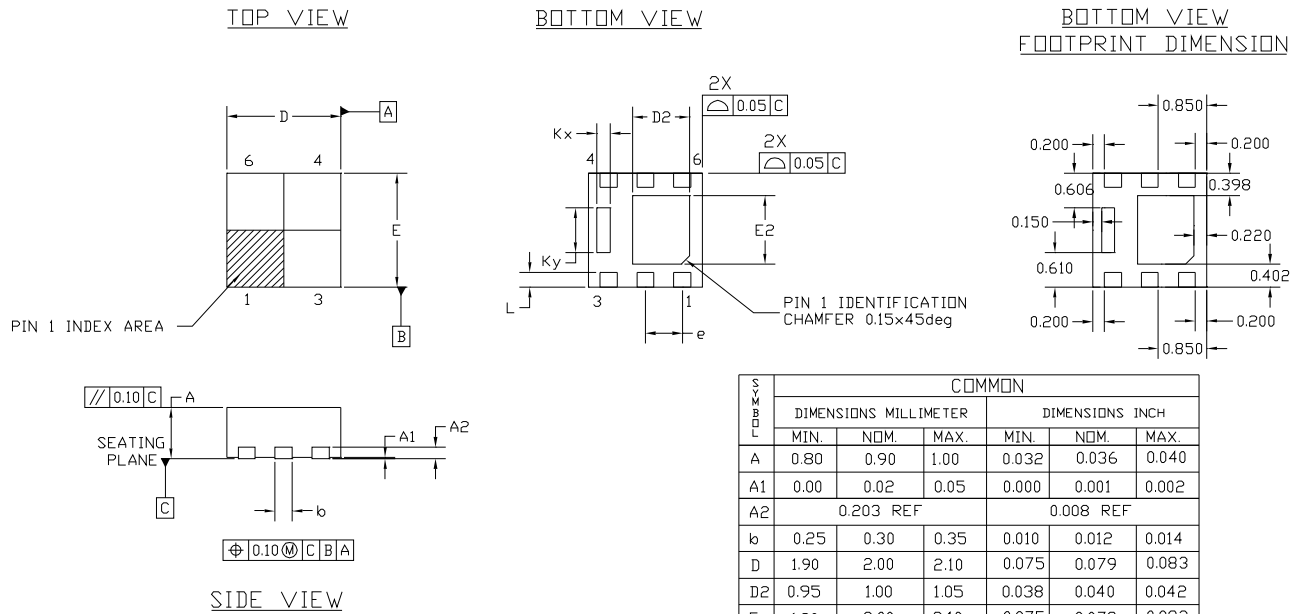 TOP VIEW
BOTTOM VIEW
BOTTOM VIEW
FOOTPRINT DIMENSION
D
A
6 4
E
1 3
PIN 1 INDEX AREA
B
2X
0.05 C
D2
Kx
2X
0.05 C
4 6
E2
Ky
L
3 1
e
PIN 1 IDENTIFICATION
CHAMFER 0.15x45deg
0.850
0.200 0.200
0.606 0.398
0.150
0.220
0.610
0.402
0.200 0.200
0.850
// 0.10 C
A
A1
A2
SEATING
PLANE
C
b
⌖ 0.10 Ⓜ C B A
SIDE VIEW
SYMBOL COMMON
DIMENSIONS MILLIMETER DIMENSIONS INCH
MIN. NOM. MAX. MIN. NOM. MAX.
A 0.80 0.90 1.00 0.032 0.036 0.040
A1 0.00 0.02 0.05 0.000 0.001 0.002
A2 0.203 REF 0.008 REF
b 0.25 0.30 0.35 0.010 0.012 0.014
D 1.90 2.00 2.10 0.075 0.079 0.083
D2 0.95 1.00 1.05 0.038 0.040 0.042